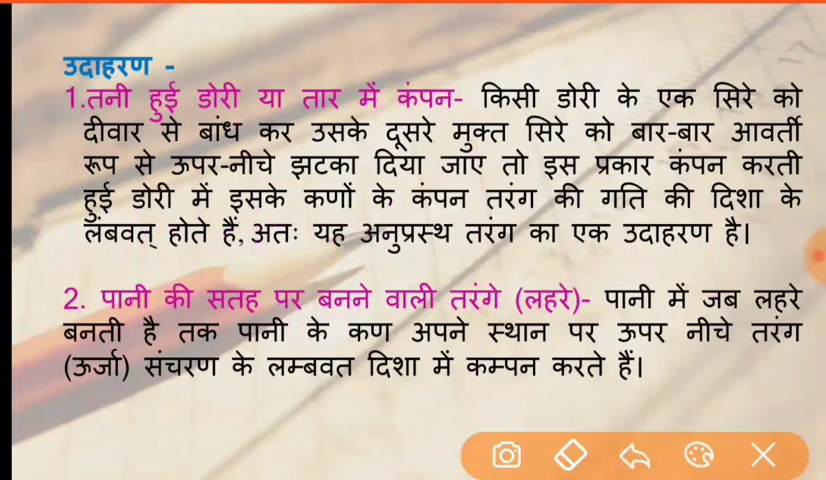 उदाहरण -
1.तनी हुई डोरी या तार में कंपन- किसी डोरी के एक सिरे को
दीवार से बांध कर उसके दूसरे मुक्त सिरे को बार-बार आवर्ती
रूप से ऊपर-नीचे झटका दिया जाए तो इस प्रकार कंपन करती
हुई डोरी में इसके कणों के कंपन तरंग की गति की दिशा के
लंबवत् होते हैं, अतः यह अनुप्रस्थ तरंग का एक उदाहरण है।
2. पानी की सतह पर बनने वाली तरंगे (लहरे)- पानी में जब लहरे
बनती है तक पानी के कण अपने स्थान पर ऊपर नीचे तरंग
(ऊर्जा) संचरण के लम्बवत दिशा में कम्पन करते हैं।